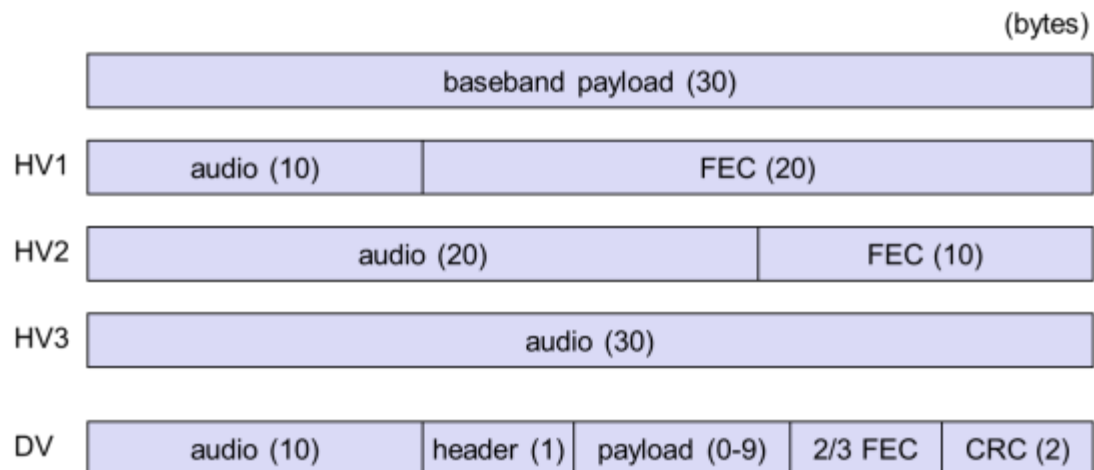 (bytes)
baseband payload (30)
HV1 audio (10) FEC (20)
HV2 audio (20) FEC (10)
HV3 audio (30)
DV audio (10) header (1) payload (0-9) 2/3 FEC CRC (2)